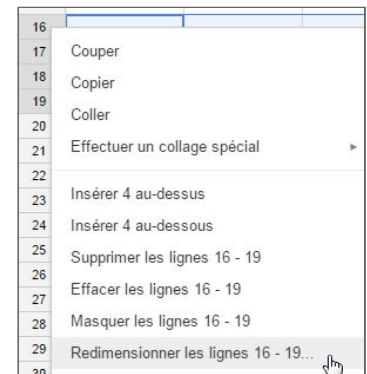 16
17
18
19
20
21
22
23
24
25
26
27
28
29
30
Couper
Copier
Coller
Effectuer un collage spécial
Insérer 4 au-dessus
Insérer 4 au-dessous
Supprimer les lignes 16 - 19
Effacer les lignes 16 - 19
Masquer les lignes 16 - 19
Redimensionner les lignes 16 - 19...